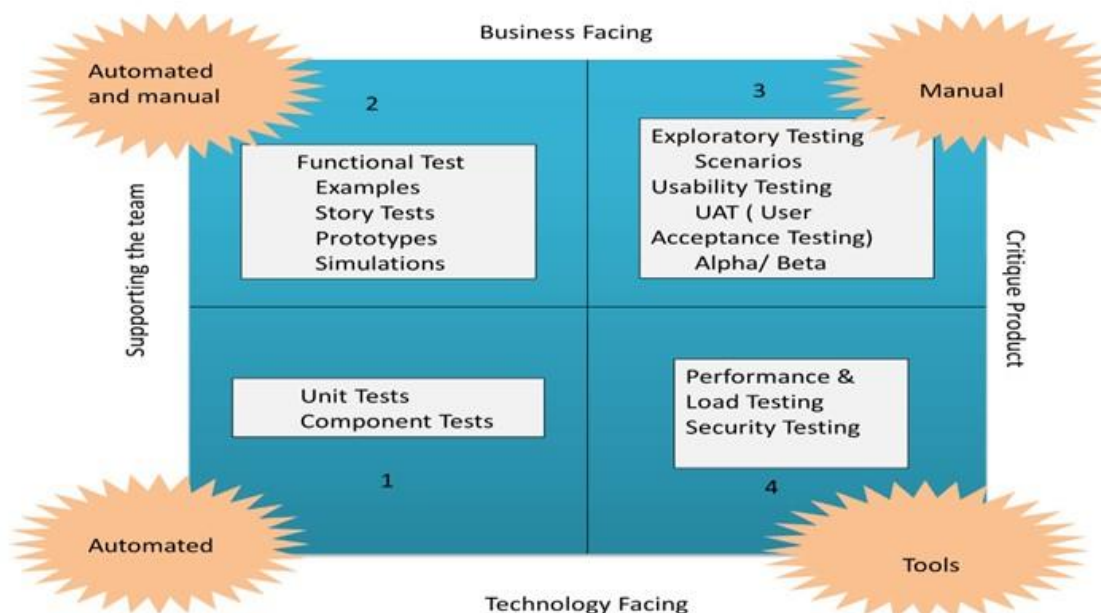 Business Facing
Automated
and manual
2
3
Manual
Functional Test
Examples
Story Tests
Prototypes
Simulations
Exploratory Testing
Scenarios
Usability Testing
UAT ( User
Acceptance Testing)
Alpha/ Beta
Supporting the team
Critique Product
Unit Tests
Component Tests
Performance &
Load Testing
Security Testing
1
4
Automated
Tools
Technology Facing